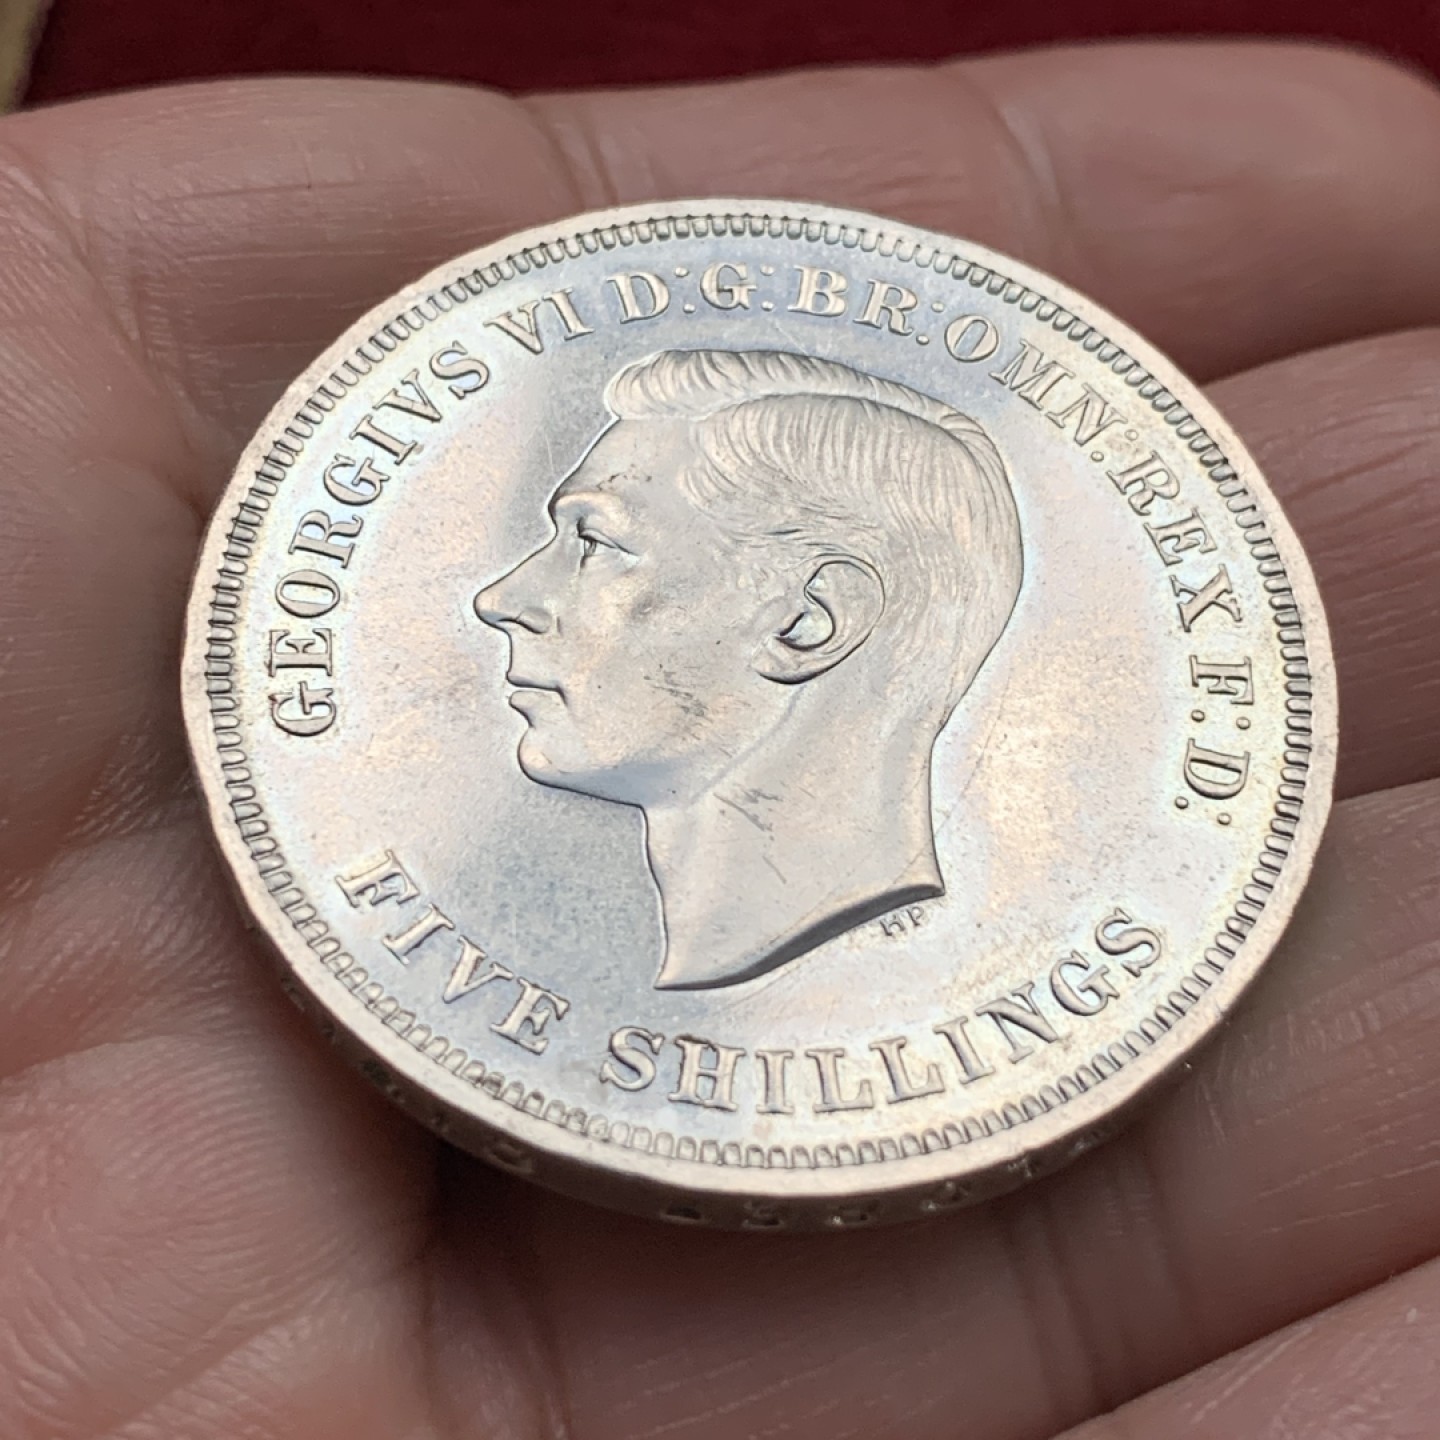 GEORGIVS VI D:G:BR:OMN:REX F:D:
HP
FIVE SHILLINGS